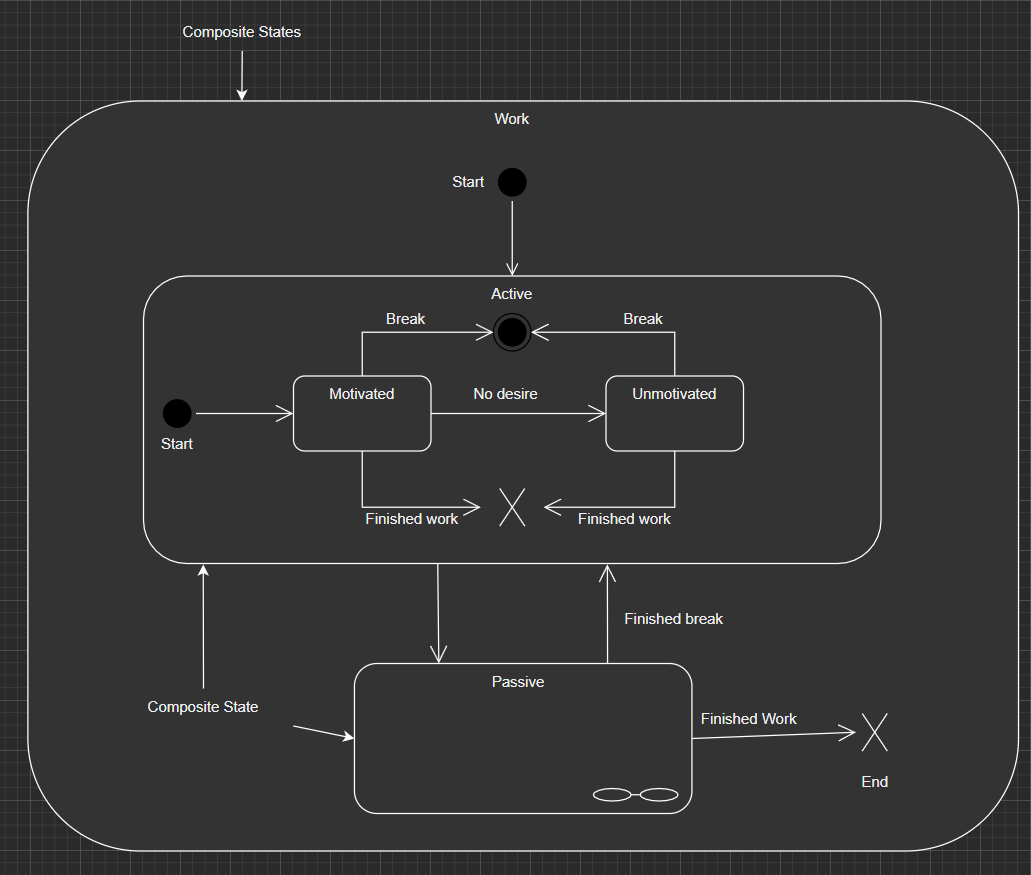 Composite States
Work
Start
Active
Break
Break
Motivated
No desire
Unmotivated
Start
Finished work
Finished work
Finished break
Passive
Composite State
Finished Work
End